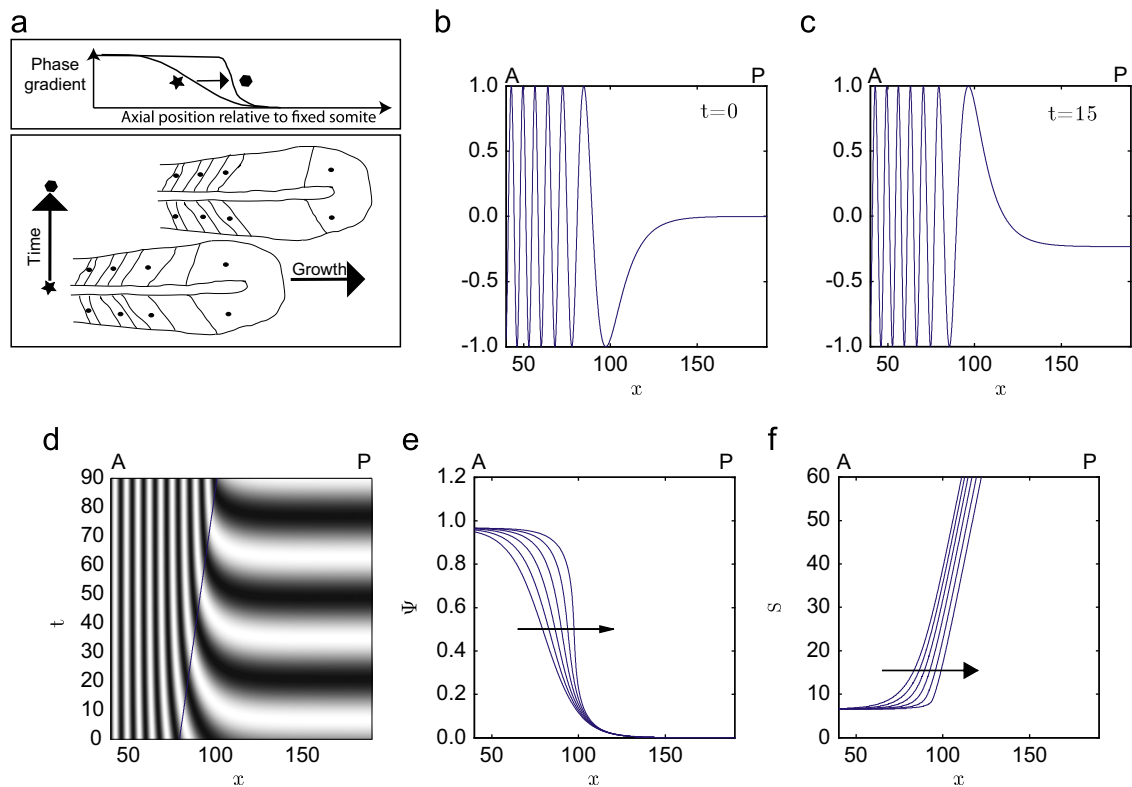 a
Phase
gradient
Axial position relative to fixed somite
Time
Growth
b
A
P
1.0
0.5
0.0
-0.5
-1.0
t=0
50
100
150
x
c
A
P
1.0
0.5
0.0
-0.5
-1.0
t=15
50
100
150
x
d
A
P
90
80
70
60
50
40
30
20
10
0
t
50
100
150
x
e
A
P
1.2
1.0
0.8
0.6
0.4
0.2
0.0
Ψ
50
100
150
x
f
A
P
60
50
40
30
20
10
0
S
50
100
150
x